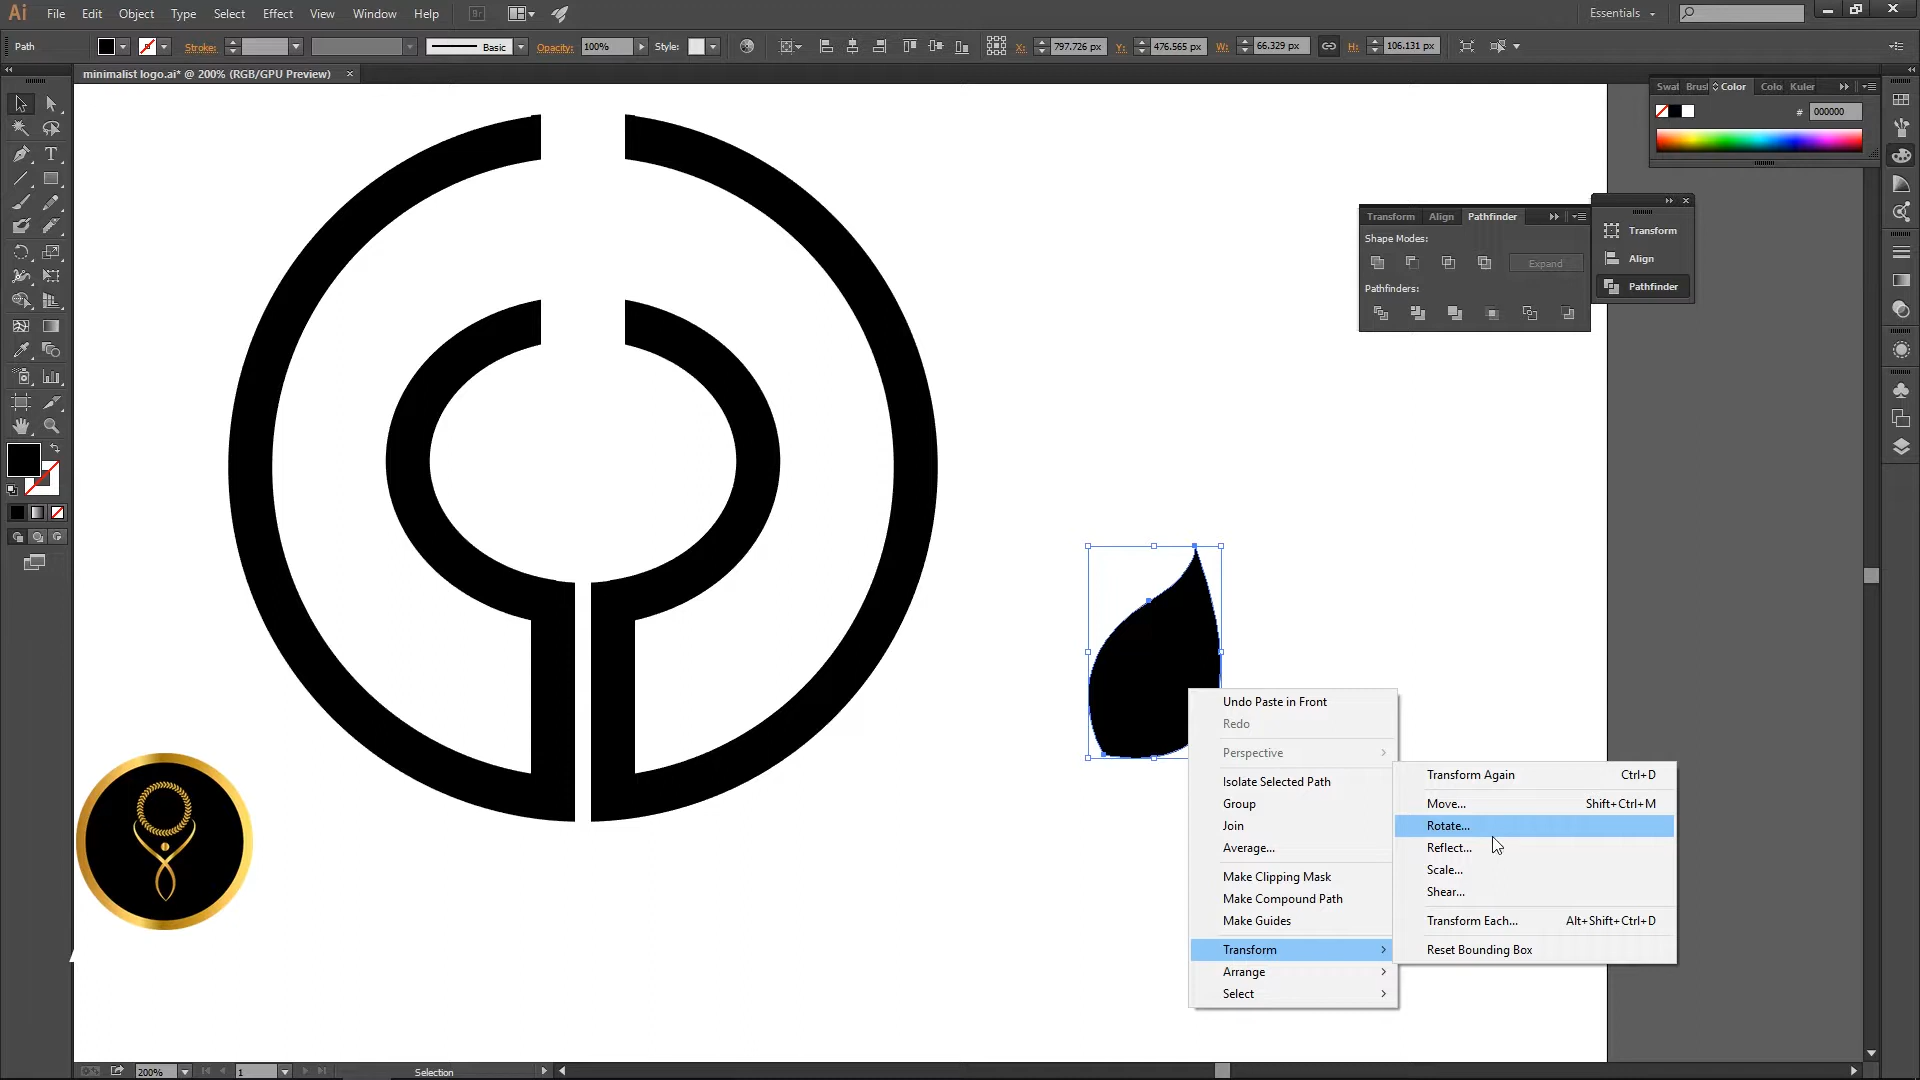 Ai File Edit Object Type Select Effect View Window Help Br Essentials
Path Stroke: Basic Opacity: 100% Style: X: 797.726 px Y: 476.565 px W: 66.329 px H: 106.131 px
minimalist logo.ai* @ 200% (RGB/GPU Preview) ×
Swat Brusl Color Colo Kuler
# 000000
Transform Align Pathfinder
Shape Modes:
Expand
Pathfinders:
Transform
Align
Pathfinder
Undo Paste in Front
Redo
Perspective
Isolate Selected Path
Group
Join
Average...
Make Clipping Mask
Make Compound Path
Make Guides
Transform
Arrange
Select
Transform Again Ctrl+D
Move... Shift+Ctrl+M
Rotate...
Reflect...
Scale...
Shear...
Transform Each... Alt+Shift+Ctrl+D
Reset Bounding Box
200% 1 Selection